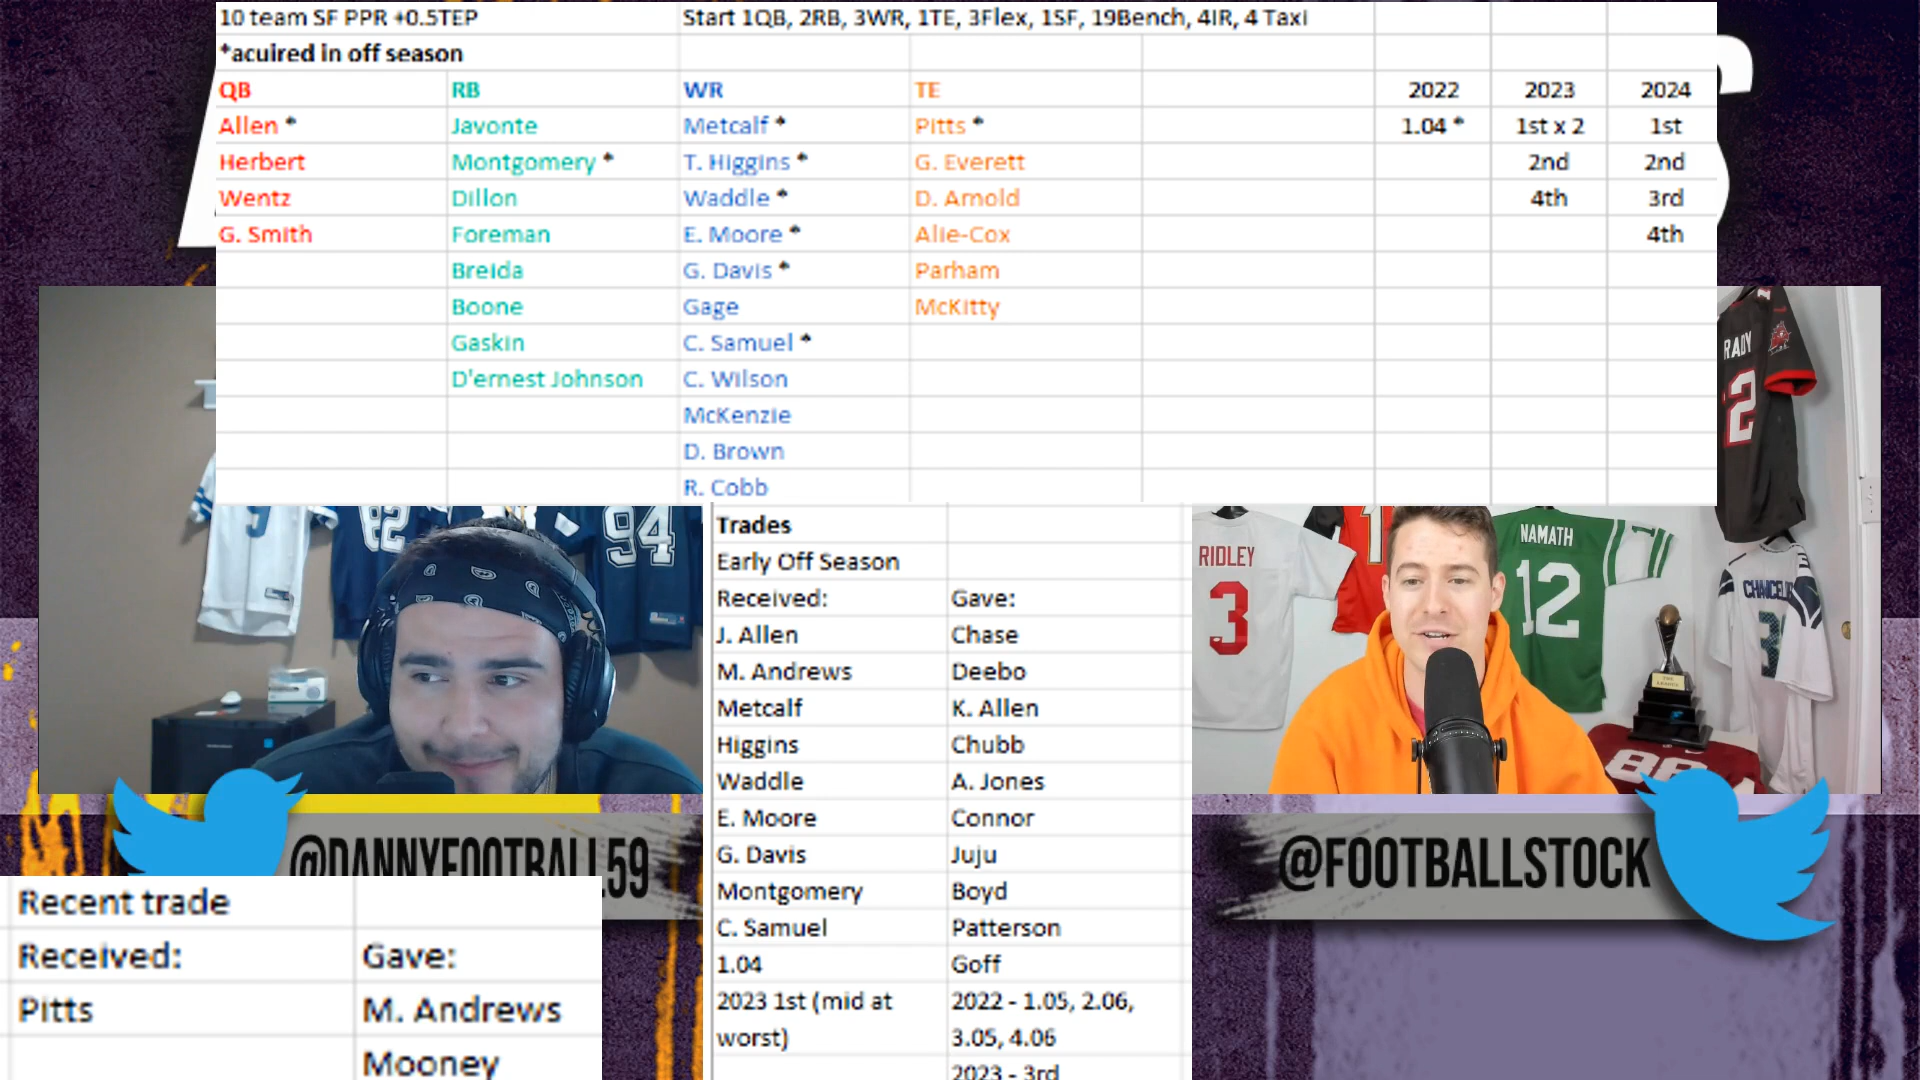 10 team SF PPR +0.5TEP Start 1QB, 2RB, 3WR, 1TE, 3Flex, 1SF, 19Bench, 4IR, 4 Taxi
*acuired in off season
QB RB WR TE 2022 2023 2024
Allen * Javonte Metcalf * Pitts * 1.04 * 1st x 2 1st
Herbert Montgomery * T. Higgins * G. Everett 2nd 2nd
Wentz Dillon Waddle * D. Arnold 4th 3rd
G. Smith Foreman E. Moore * Alie-Cox 4th
Breida G. Davis * Parham
Boone Gage McKitty
Gaskin C. Samuel *
D'ernest Johnson C. Wilson
McKenzie
D. Brown
R. Cobb
Trades
Early Off Season
Received: Gave:
J. Allen Chase
M. Andrews Deebo
Metcalf K. Allen
Higgins Chubb
Waddle A. Jones
E. Moore Connor
G. Davis Juju
Montgomery Boyd
C. Samuel Patterson
1.04 Goff
2023 1st (mid at 2022 - 1.05, 2.06,
worst) 3.05, 4.06
2023 - 3rd
82
94
RIDLEY
3
NAMATH
12
RADY
2
@DANNYFOOTBALL59
@FOOTBALLSTOCK
Recent trade
Received: Gave:
Pitts M. Andrews
Mooney